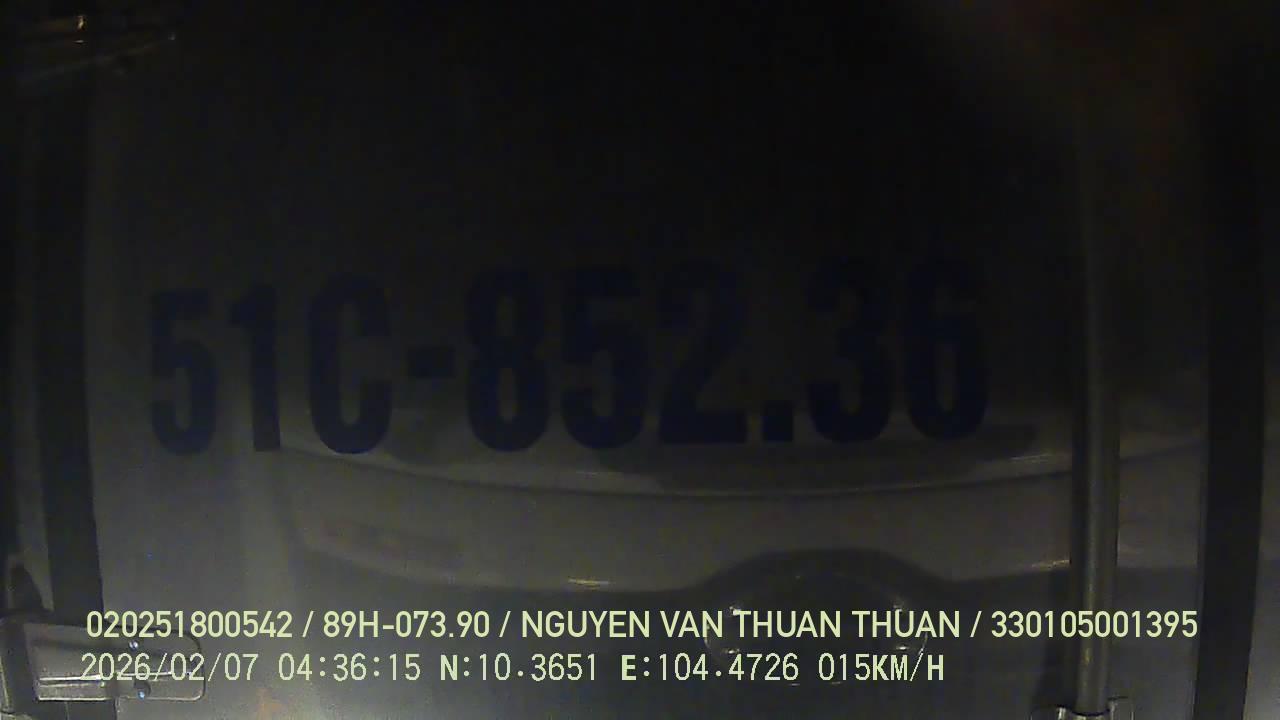 51C-852.36
020251800542 / 89H-073.90 / NGUYEN VAN THUAN THUAN / 330105001395
2026/02/07 04:36:15 N:10.3651 E:104.4726 015KM/H